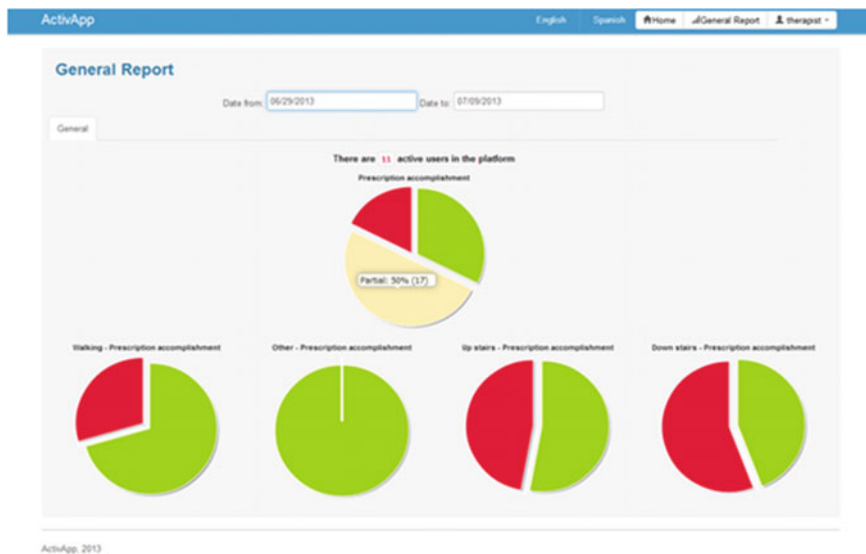 ActivApp English Spanish Home General Report therapist
General Report
Date from: 06/29/2013 Date to: 07/09/2013
General
There are 11 active users in the platform
Prescription accomplishment
Partial: 50% (17)
Walking - Prescription accomplishment Other - Prescription accomplishment Up stairs - Prescription accomplishment Down stairs - Prescription accomplishment
ActivApp, 2013